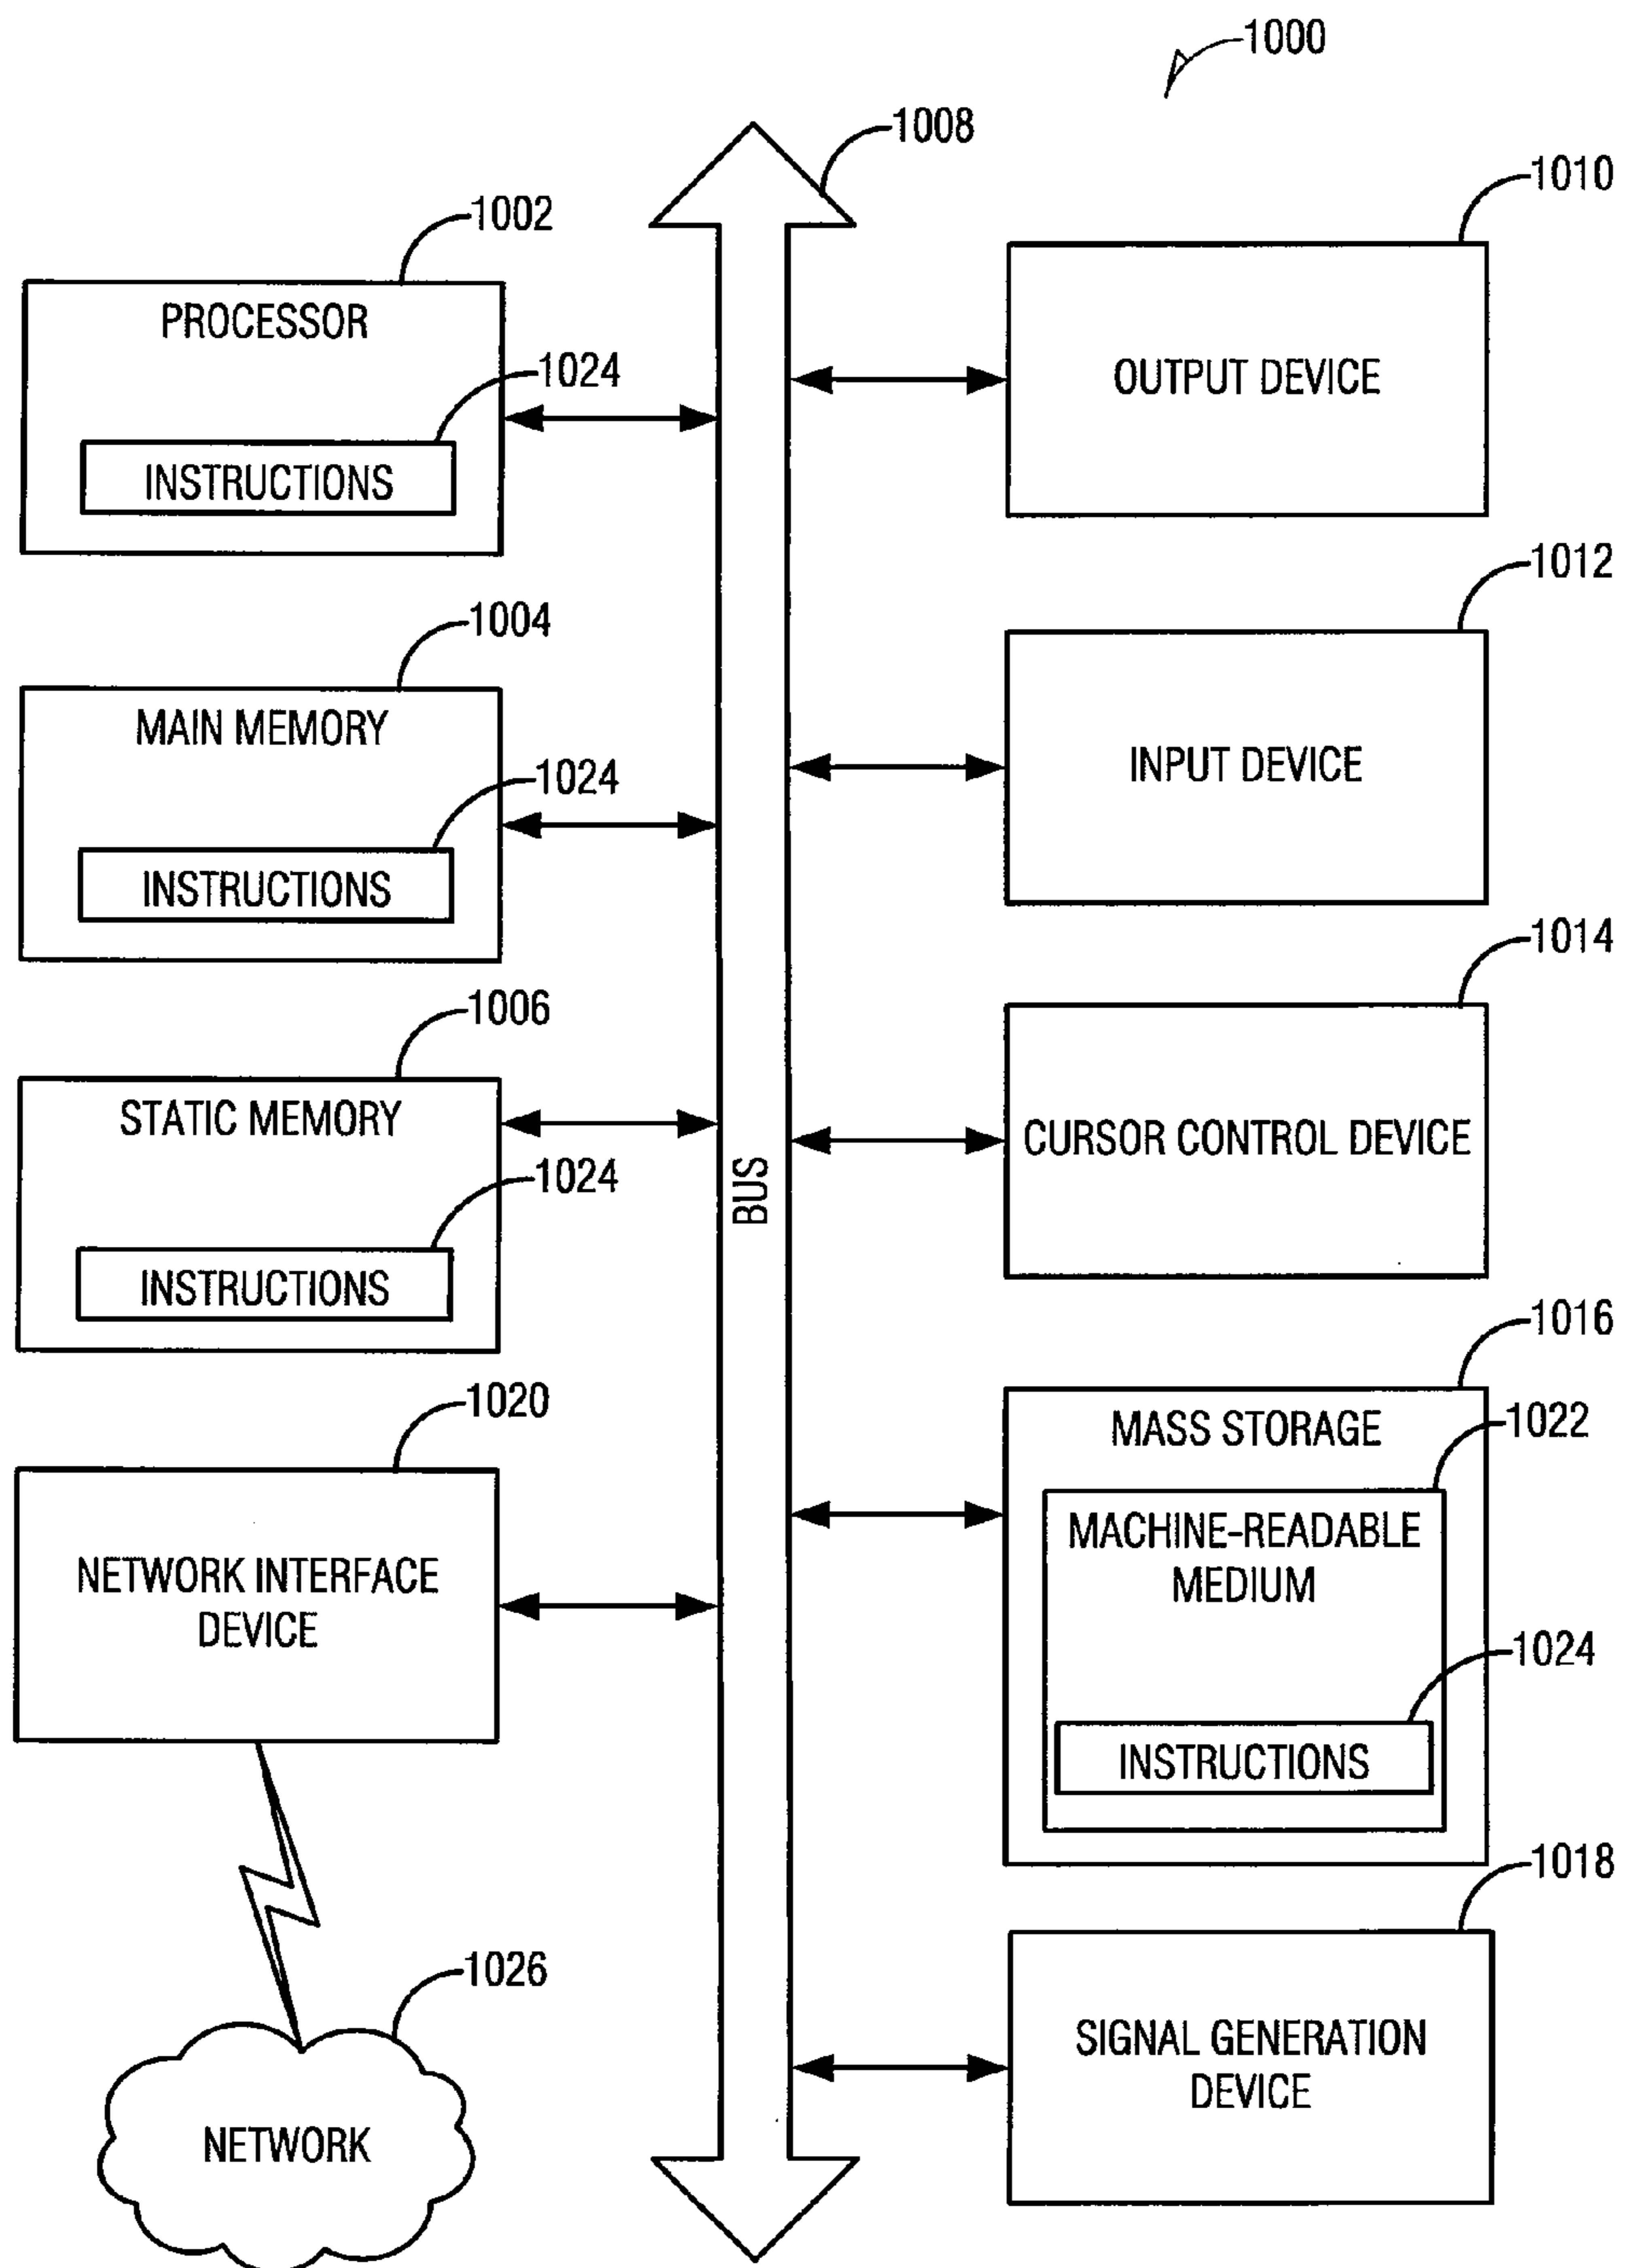 1000
1008
1002
PROCESSOR
1024
INSTRUCTIONS
1004
MAIN MEMORY
1024
INSTRUCTIONS
1006
STATIC MEMORY
1024
INSTRUCTIONS
1020
NETWORK INTERFACE
DEVICE
1026
NETWORK
BUS
1010
OUTPUT DEVICE
1012
INPUT DEVICE
1014
CURSOR CONTROL DEVICE
1016
MASS STORAGE
1022
MACHINE-READABLE
MEDIUM
1024
INSTRUCTIONS
1018
SIGNAL GENERATION
DEVICE